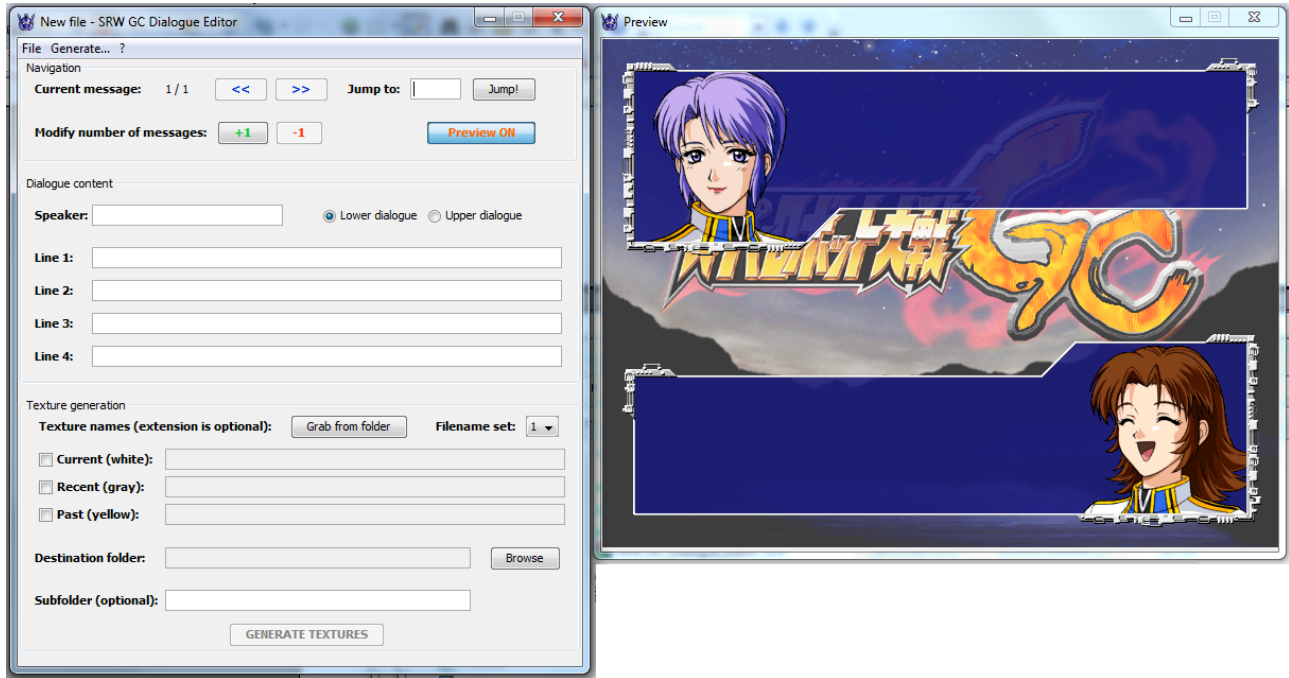 New file - SRW GC Dialogue Editor
File Generate... ?
Navigation
Current message: 1 / 1 << >> Jump to: Jump!
Modify number of messages: +1 -1 Preview ON
Dialogue content
Speaker: Lower dialogue Upper dialogue
Line 1:
Line 2:
Line 3:
Line 4:
Texture generation
Texture names (extension is optional): Grab from folder Filename set: 1
Current (white):
Recent (gray):
Past (yellow):
Destination folder: Browse
Subfolder (optional):
GENERATE TEXTURES
Preview
大戦 GC